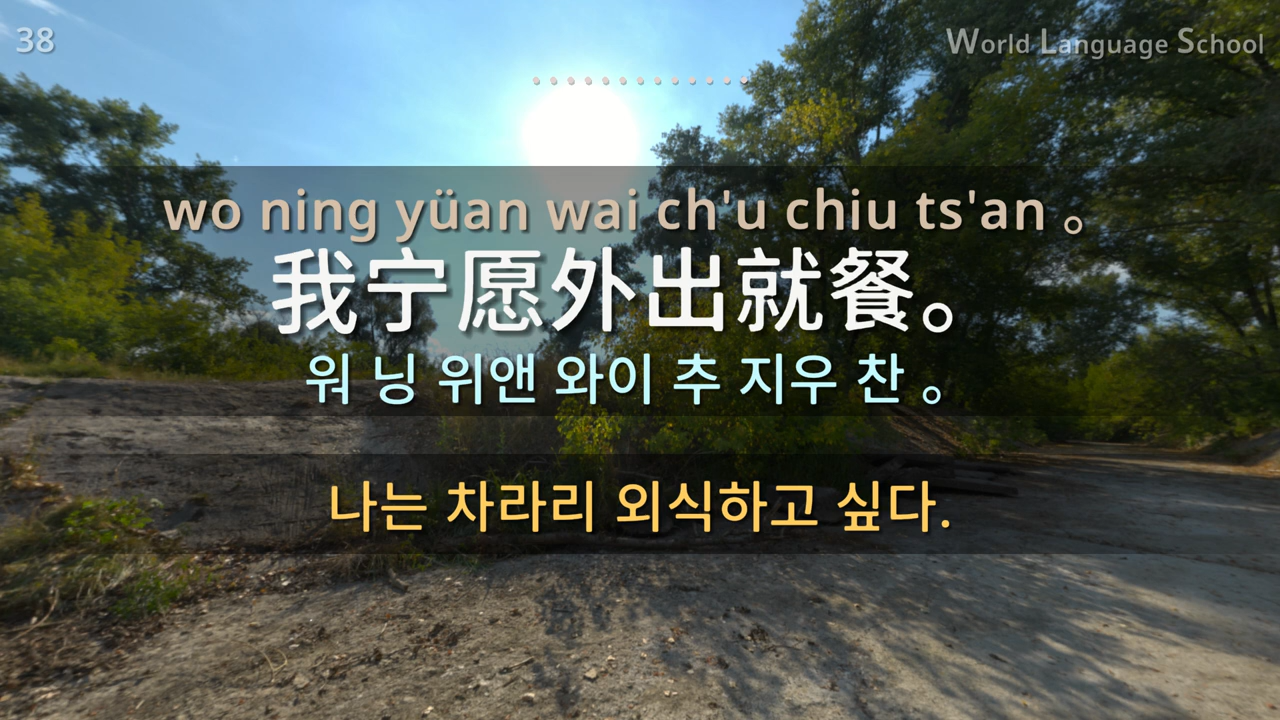 38
World Language School
wo ning yüan wai ch'u chiu ts'an 。
我宁愿外出就餐。
워 닝 위앤 와이 추 지우 찬 。
나는 차라리 외식하고 싶다.